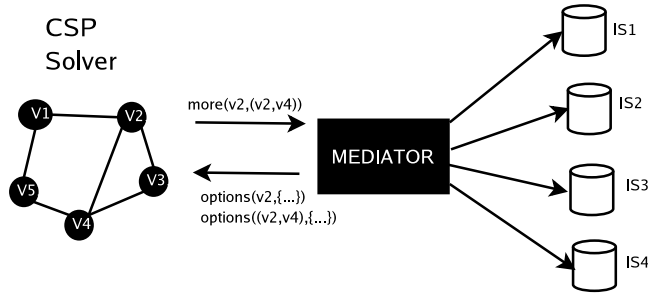 CSP
Solver
V1
V2
V3
V5
V4
more(v2,(v2,v4))
options(v2,{...})
options((v2,v4),{...})
MEDIATOR
IS1
IS2
IS3
IS4